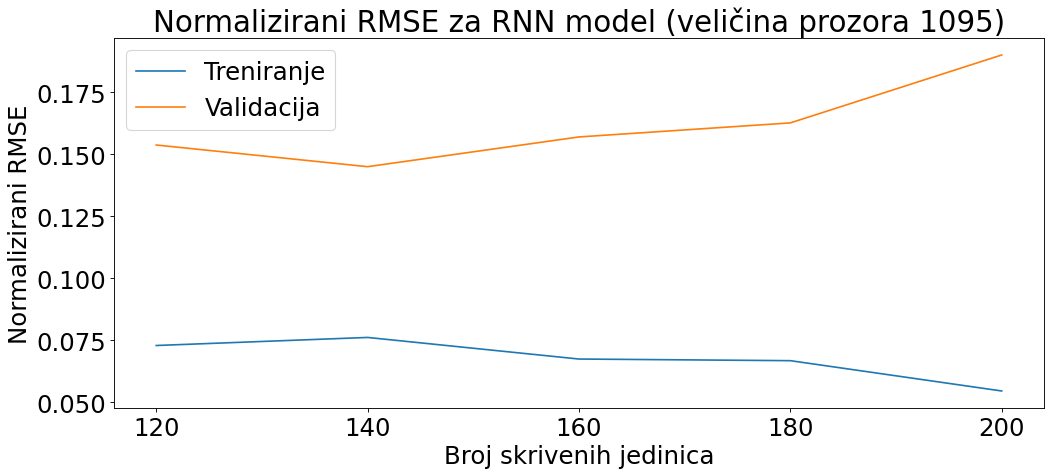 Normalizirani RMSE za RNN model (veličina prozora 1095)
Treniranje
Validacija
Normalizirani RMSE
0.175
0.150
0.125
0.100
0.075
0.050
120 140 160 180 200
Broj skrivenih jedinica